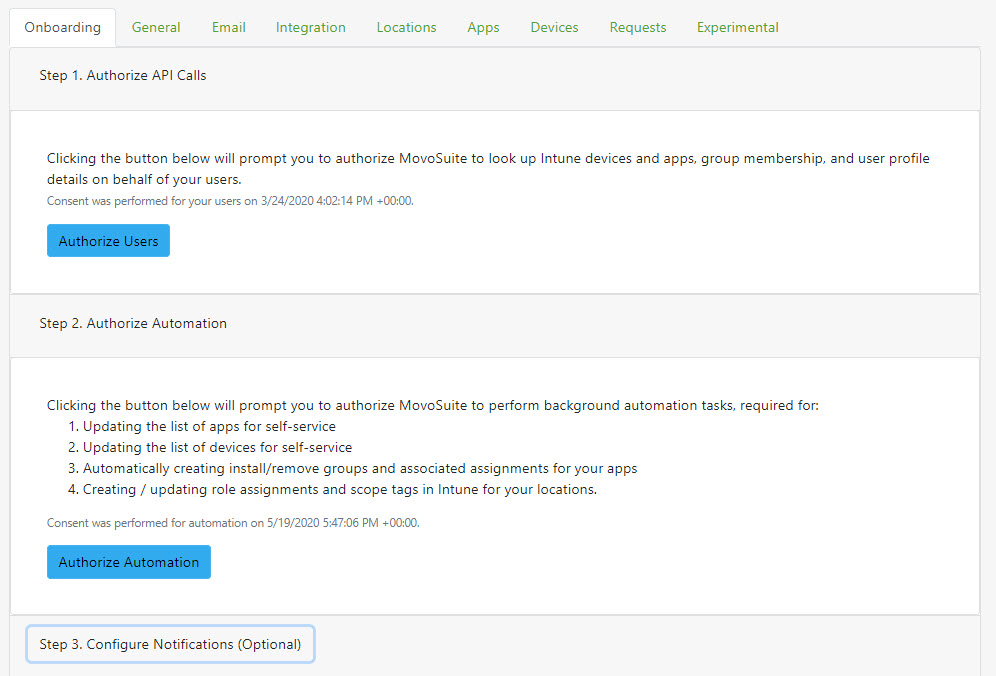 Onboarding General Email Integration Locations Apps Devices Requests Experimental
Step 1. Authorize API Calls
Clicking the button below will prompt you to authorize MovoSuite to look up Intune devices and apps, group membership, and user profile
details on behalf of your users.
Consent was performed for your users on 3/24/2020 4:02:14 PM +00:00.
Authorize Users
Step 2. Authorize Automation
Clicking the button below will prompt you to authorize MovoSuite to perform background automation tasks, required for:
1. Updating the list of apps for self-service
2. Updating the list of devices for self-service
3. Automatically creating install/remove groups and associated assignments for your apps
4. Creating / updating role assignments and scope tags in Intune for your locations.
Consent was performed for automation on 5/19/2020 5:47:06 PM +00:00.
Authorize Automation
Step 3. Configure Notifications (Optional)